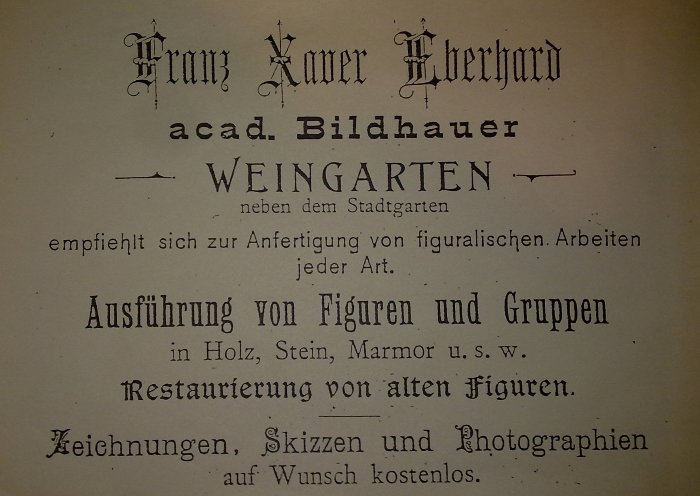 Franz Xaver Eberhard
acad. Bildhauer
WEINGARTEN
neben dem Stadtgarten
empfiehlt sich zur Anfertigung von figuralischen Arbeiten
jeder Art.
Ausführung von Figuren und Gruppen
in Holz, Stein, Marmor u. s. w.
Restaurierung von alten Figuren.
Zeichnungen, Skizzen und Photographien
auf Wunsch kostenlos.